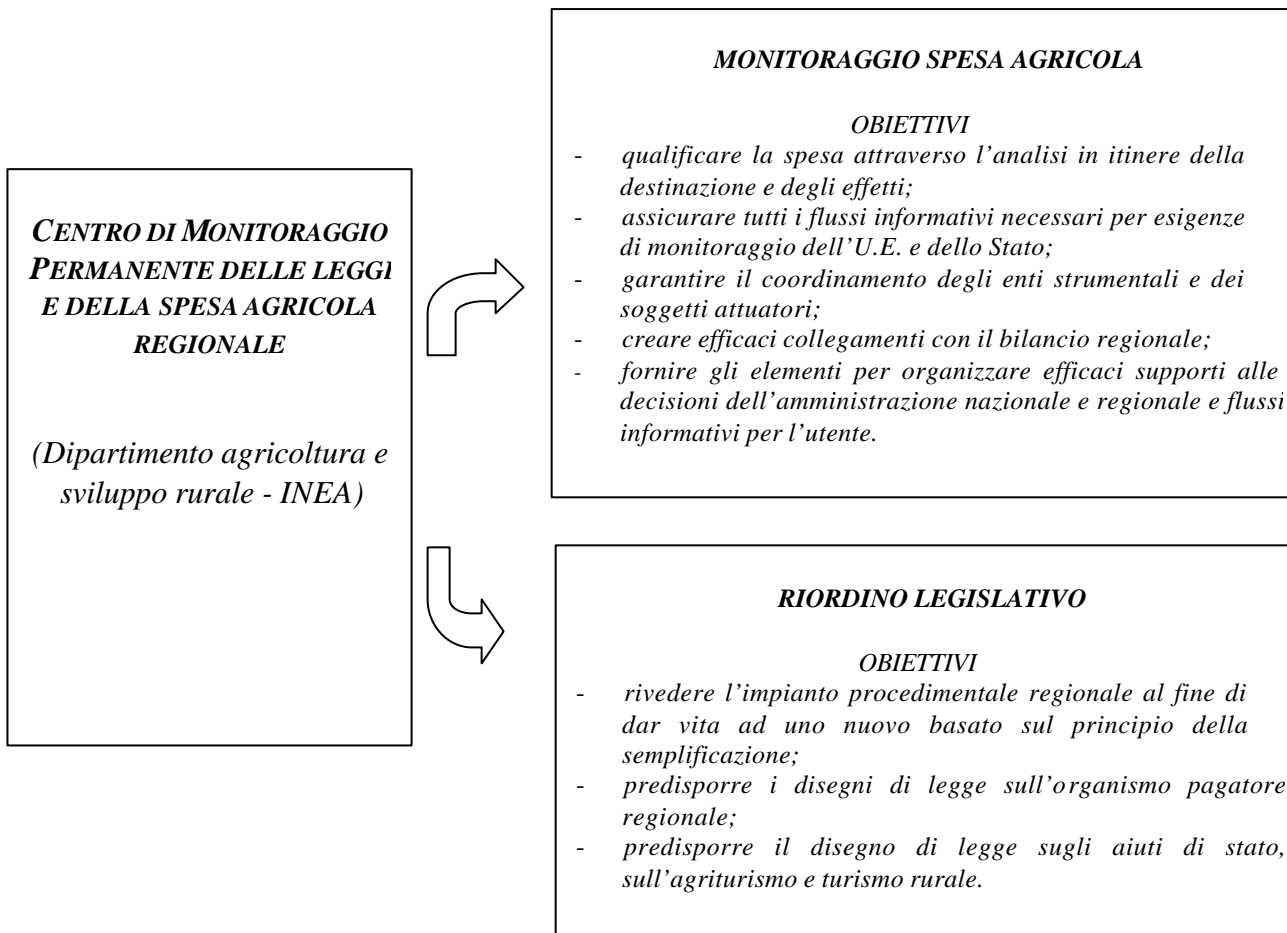 CENTRO DI MONITORAGGIO
PERMANENTE DELLE LEGGI
E DELLA SPESA AGRICOLA
REGIONALE
(Dipartimento agricoltura e
sviluppo rurale - INEA)
MONITORAGGIO SPESA AGRICOLA
OBIETTIVI
- qualificare la spesa attraverso l'analisi in itinere della
destinazione e degli effetti;
- assicurare tutti i flussi informativi necessari per esigenze
di monitoraggio dell'U.E. e dello Stato;
- garantire il coordinamento degli enti strumentali e dei
soggetti attuatori;
- creare efficaci collegamenti con il bilancio regionale;
- fornire gli elementi per organizzare efficaci supporti alle
decisioni dell'amministrazione nazionale e regionale e flussi
informativi per l'utente.
RIORDINO LEGISLATIVO
OBIETTIVI
- rivedere l'impianto procedimentale regionale al fine di
dar vita ad uno nuovo basato sul principio della
semplificazione;
- predisporre i disegni di legge sull'organismo pagatore
regionale;
- predisporre il disegno di legge sugli aiuti di stato,
sull'agriturismo e turismo rurale.